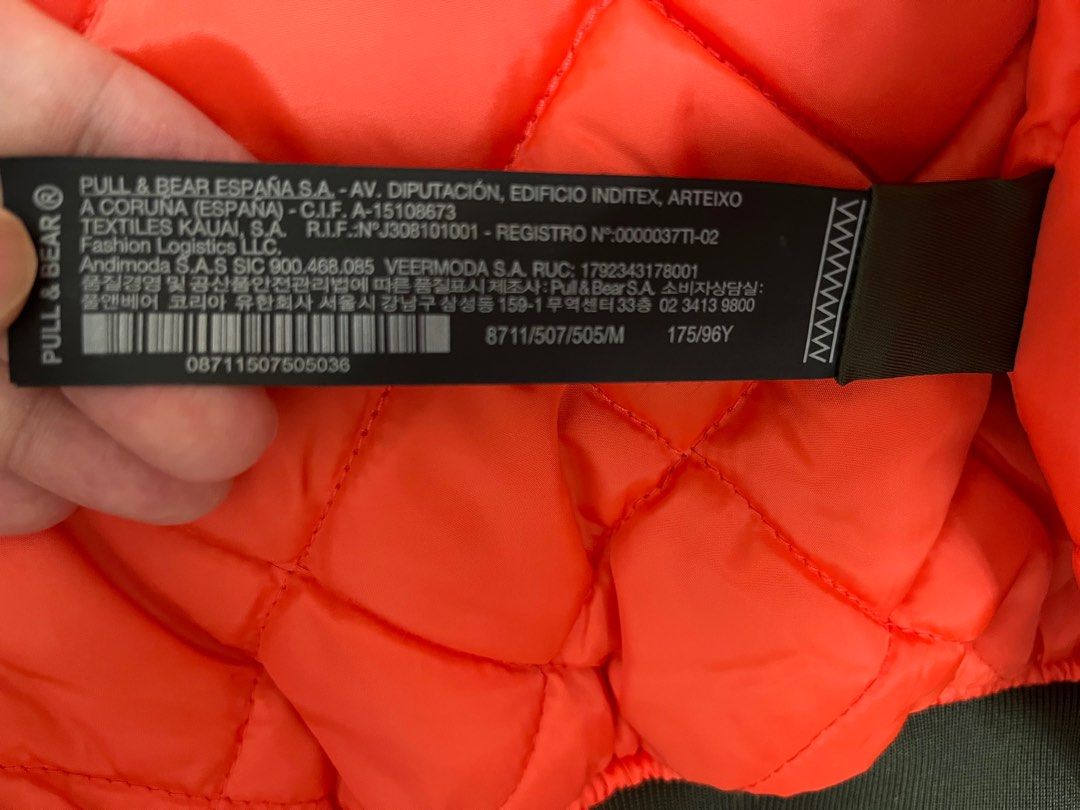 PULL & BEAR ®
PULL & BEAR ESPAÑA S.A. - AV. DIPUTACIÓN, EDIFICIO INDITEX, ARTEIXO
A CORUÑA (ESPAÑA) - C.I.F. A-15108673
TEXTILES KAUAI, S.A. R.I.F.:NºJ308101001 - REGISTRO Nº:0000037TI-02
Fashion Logistics LLC.
Andimoda S.A.S SIC 900.468.085 VEERMODA S.A. RUC: 1792343178001
품질경영 및 공산품안전관리법에 따른 품질표시 제조사: Pull&Bear S.A. 소비자상담실:
풀앤베어 코리아 유한회사 서울시 강남구 삼성동 159-1 무역센터33층 02 3413 9800
8711/507/505/M 175/96Y
08711507505036